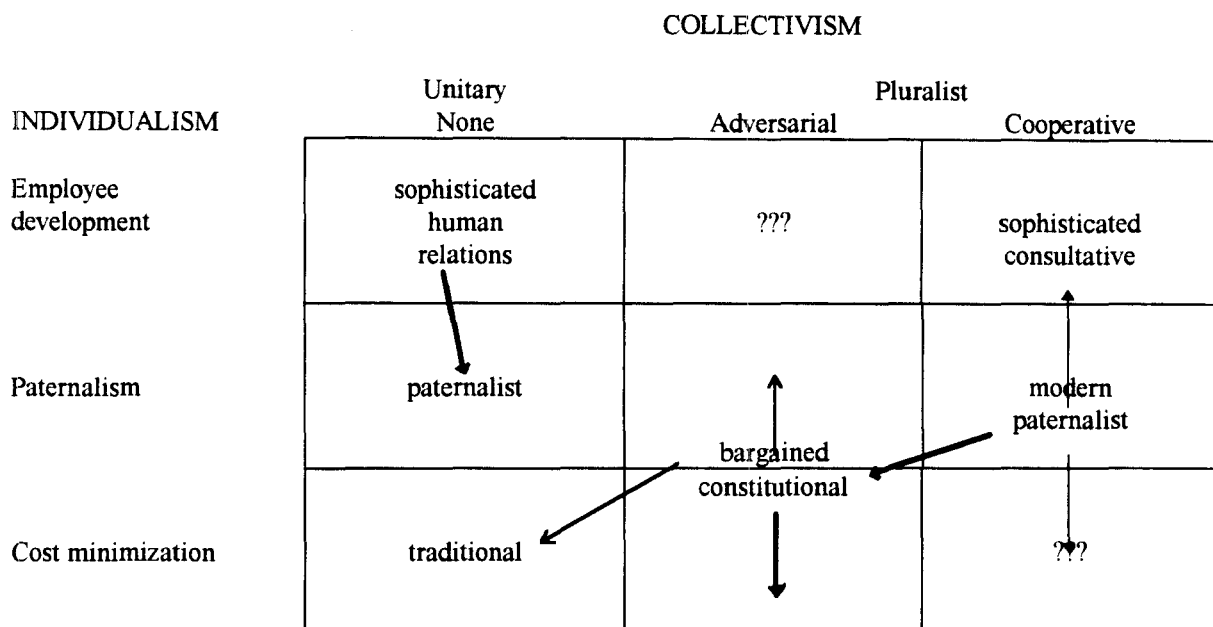 COLLECTIVISM
Unitary
Pluralist
INDIVIDUALISM
None
Adversarial
Cooperative
Employee
development
sophisticated
human
relations
???
sophisticated
consultative
Paternalism
paternalist
modern
paternalist
bargained
constitutional
Cost minimization
traditional
???